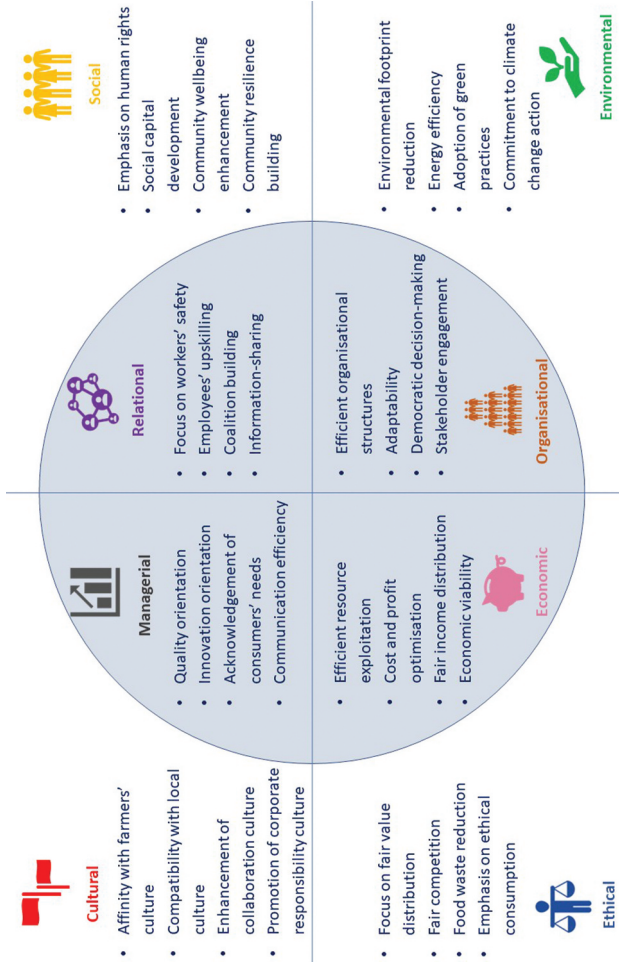 Cultural
• Affinity with farmers'
culture
• Compatibility with local
culture
• Enhancement of
collaboration culture
• Promotion of corporate
responsibility culture
Managerial
• Quality orientation
• Innovation orientation
• Acknowledgement of
consumers' needs
• Communication efficiency
Relational
• Focus on workers' safety
• Employees' upskilling
• Coalition building
• Information-sharing
Social
• Emphasis on human rights
• Social capital
development
• Community wellbeing
enhancement
• Community resilience
building
• Focus on fair value
distribution
• Fair competition
• Food waste reduction
• Emphasis on ethical
consumption
Ethical
• Efficient resource
exploitation
• Cost and profit
optimisation
• Fair income distribution
• Economic viability
Economic
• Efficient organisational
structures
• Adaptability
• Democratic decision-making
• Stakeholder engagement
Organisational
• Environmental footprint
reduction
• Energy efficiency
• Adoption of green
practices
• Commitment to climate
change action
Environmental